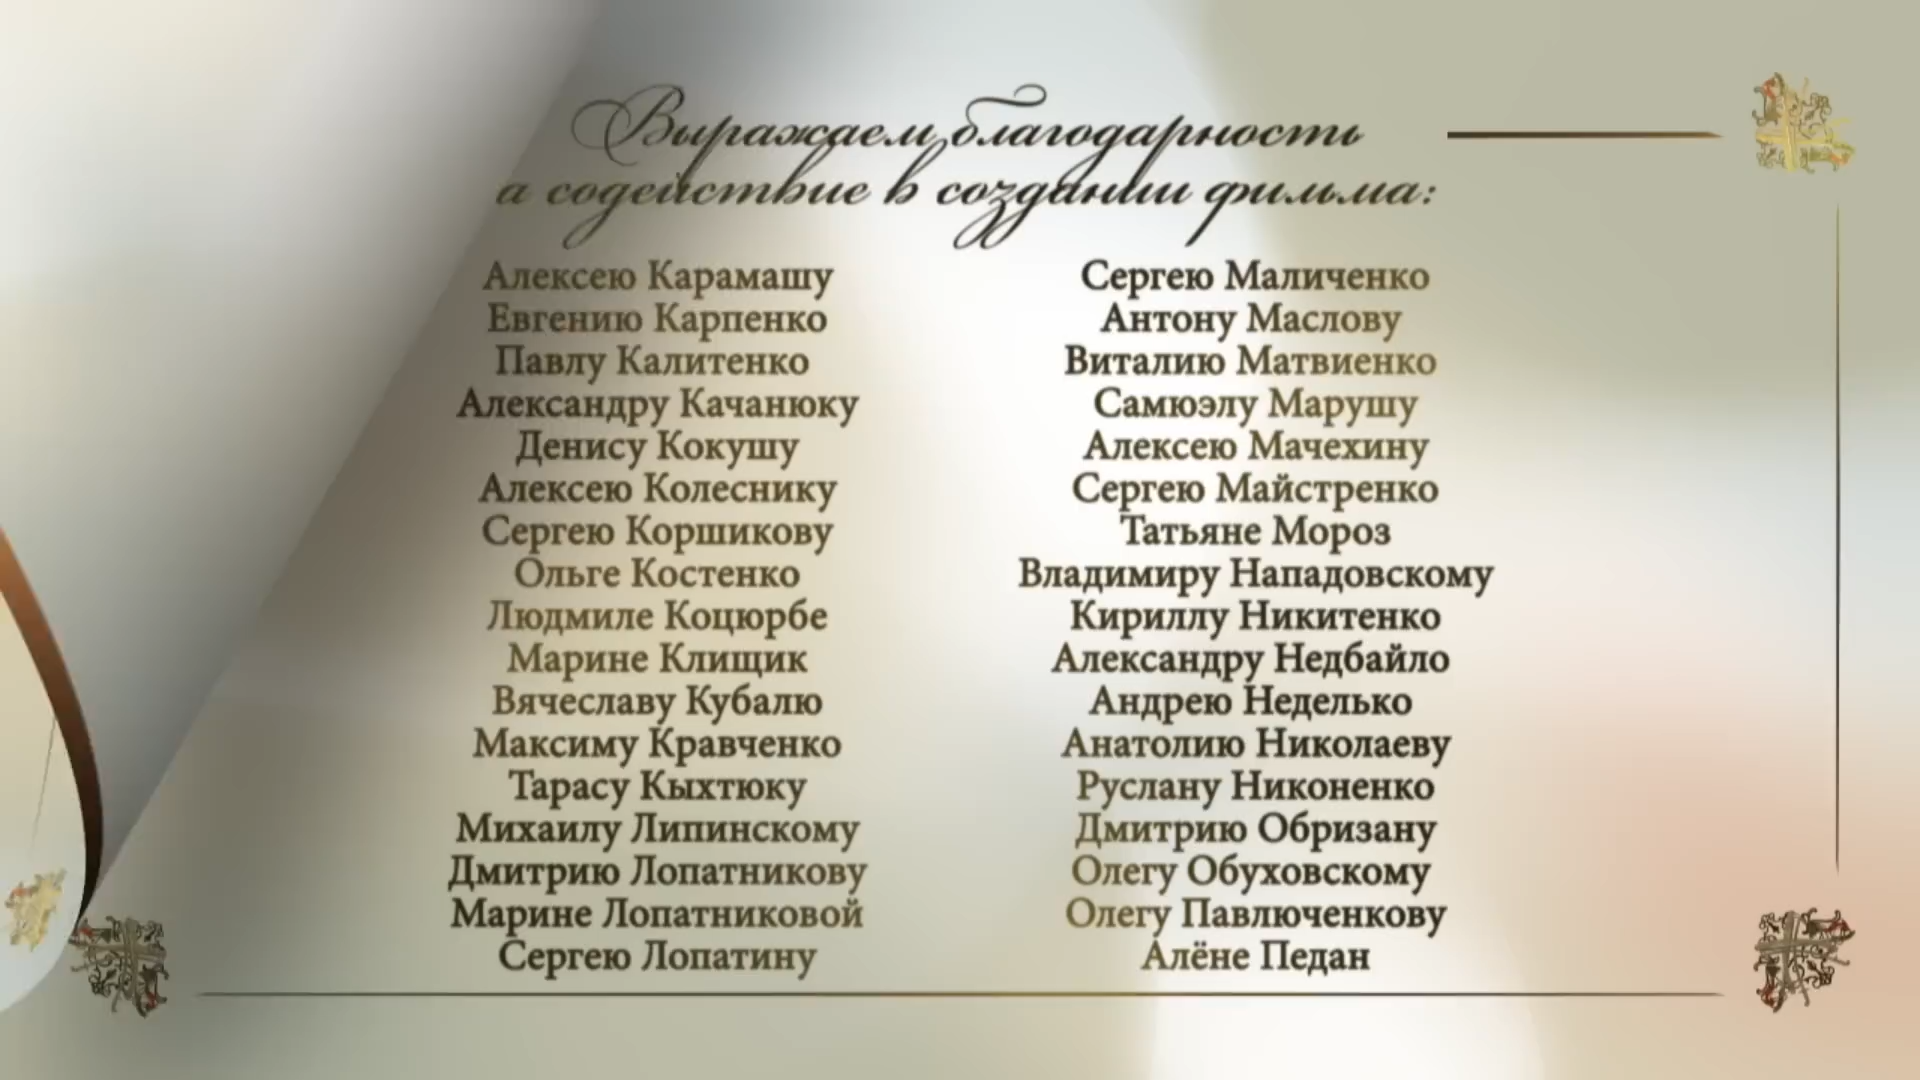 Выражаем благодарность
а содействие в создании фильма:
Алексею Карамашу
Евгению Карпенко
Павлу Калитенко
Александру Качанюку
Денису Кокушу
Алексею Колеснику
Сергею Коршикову
Ольге Костенко
Людмиле Коцюрбе
Марине Клищик
Вячеславу Кубалю
Максиму Кравченко
Тарасу Кыхтюку
Михаилу Липинскому
Дмитрию Лопатникову
Марине Лопатниковой
Сергею Лопатину
Сергею Маличенко
Антону Маслову
Виталию Матвиенко
Самюэлу Марушу
Алексею Мачехину
Сергею Майстренко
Татьяне Мороз
Владимиру Нападовскому
Кириллу Никитенко
Александру Недбайло
Андрею Неделько
Анатолию Николаеву
Руслану Никоненко
Дмитрию Обризану
Олегу Обуховскому
Олегу Павлюченкову
Алёне Педан